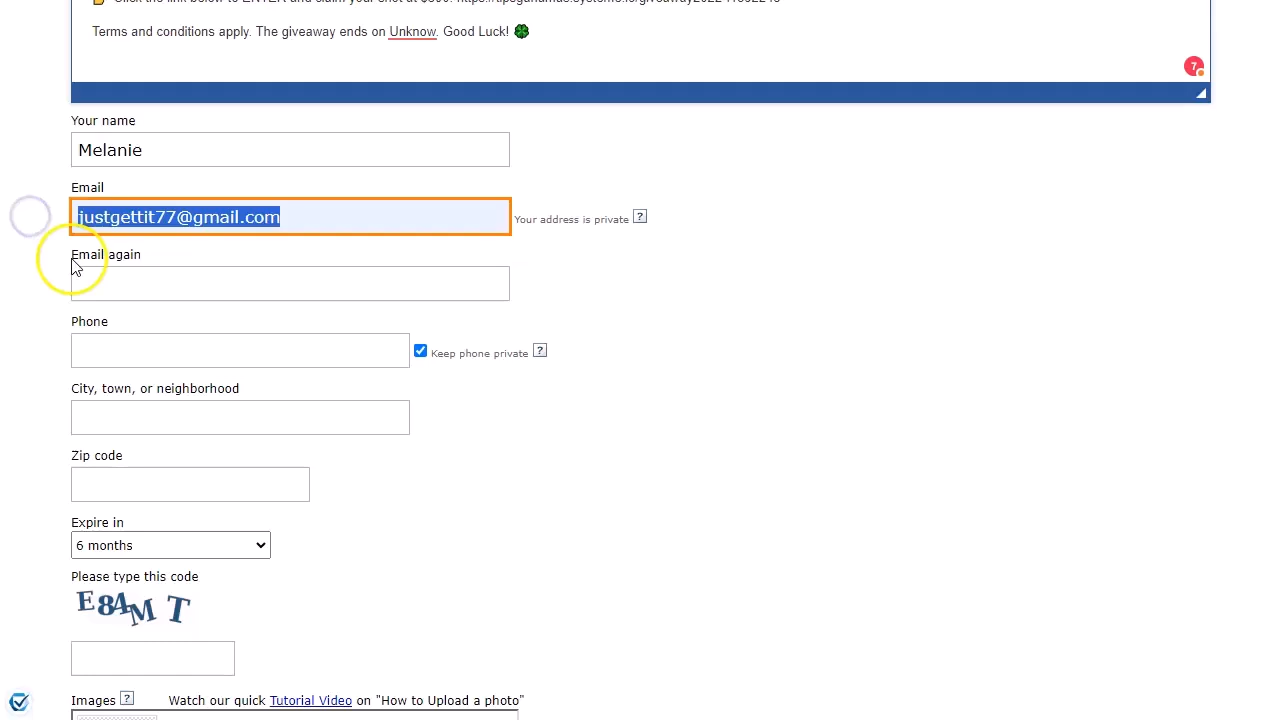 Terms and conditions apply. The giveaway ends on Unknow. Good Luck!
7
Your name
Melanie
Email
justgettit77@gmail.com
Your address is private ?
Email again
Phone
Keep phone private ?
City, town, or neighborhood
Zip code
Expire in
6 months
Please type this code
E84MT
Images ? Watch our quick Tutorial Video on "How to Upload a photo"